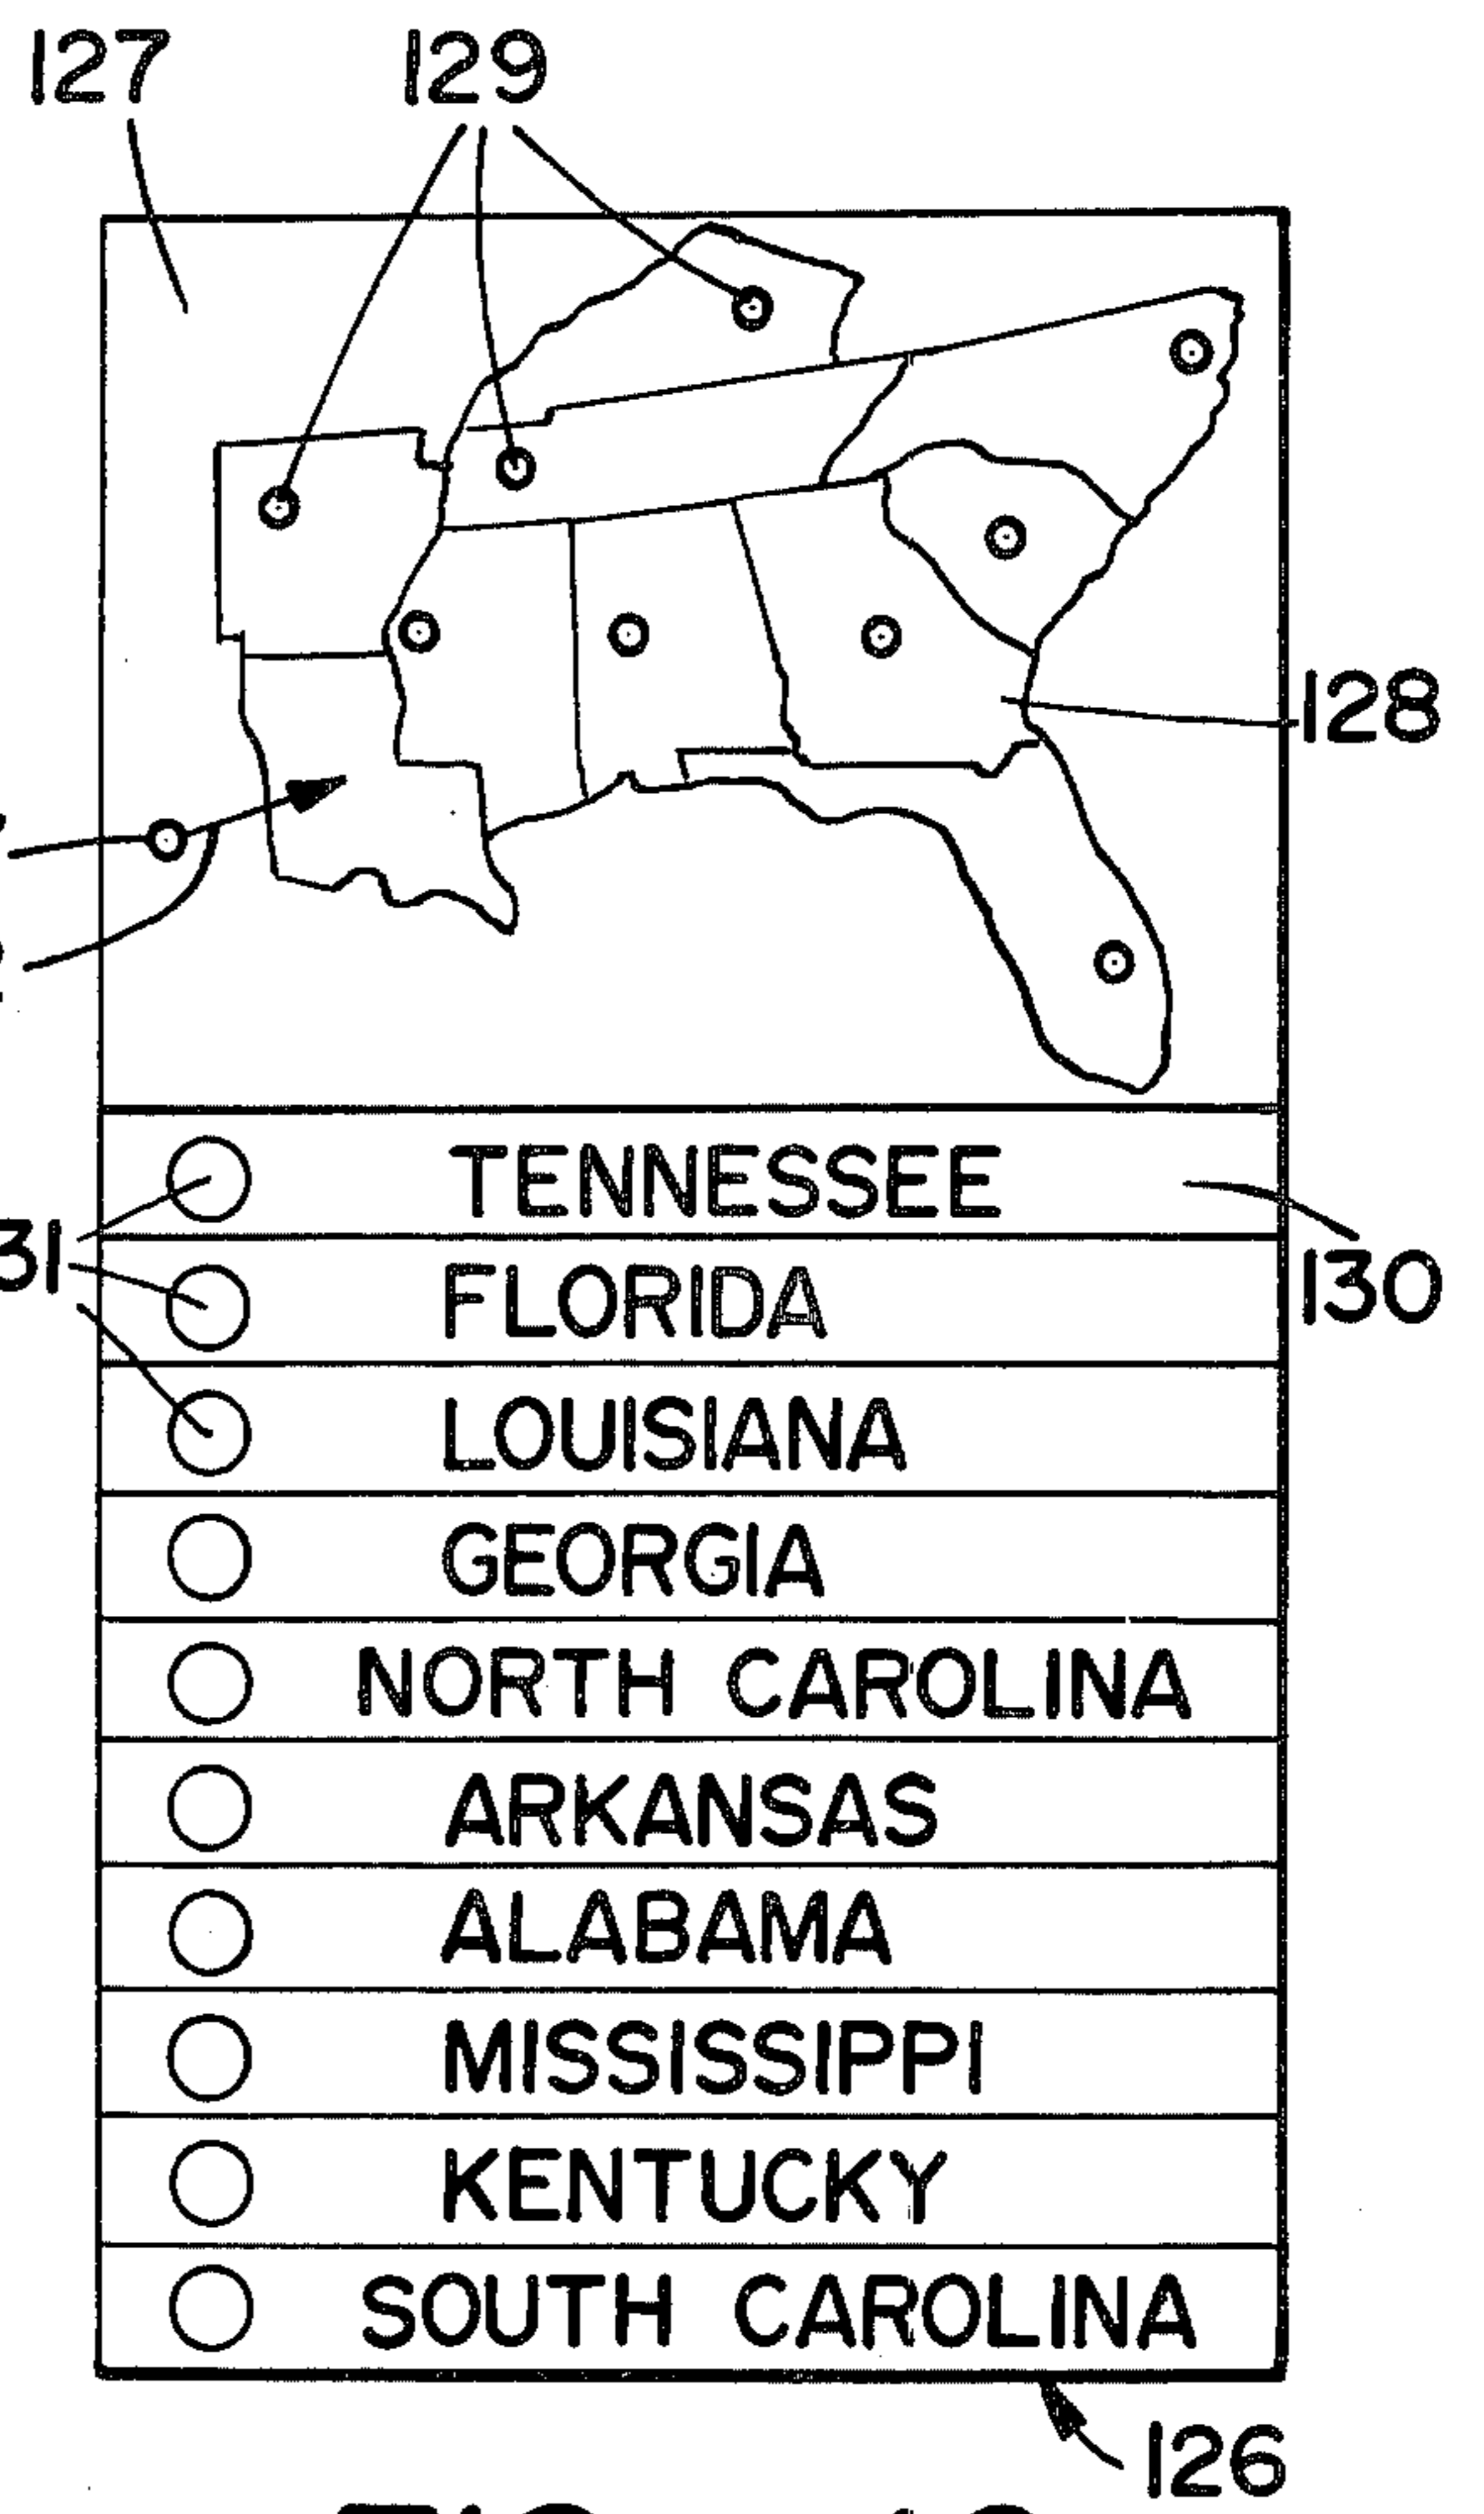 127 129
128
TENNESSEE
130
31
FLORIDA
LOUISIANA
GEORGIA
NORTH CAROLINA
ARKANSAS
ALABAMA
MISSISSIPPI
KENTUCKY
SOUTH CAROLINA
126